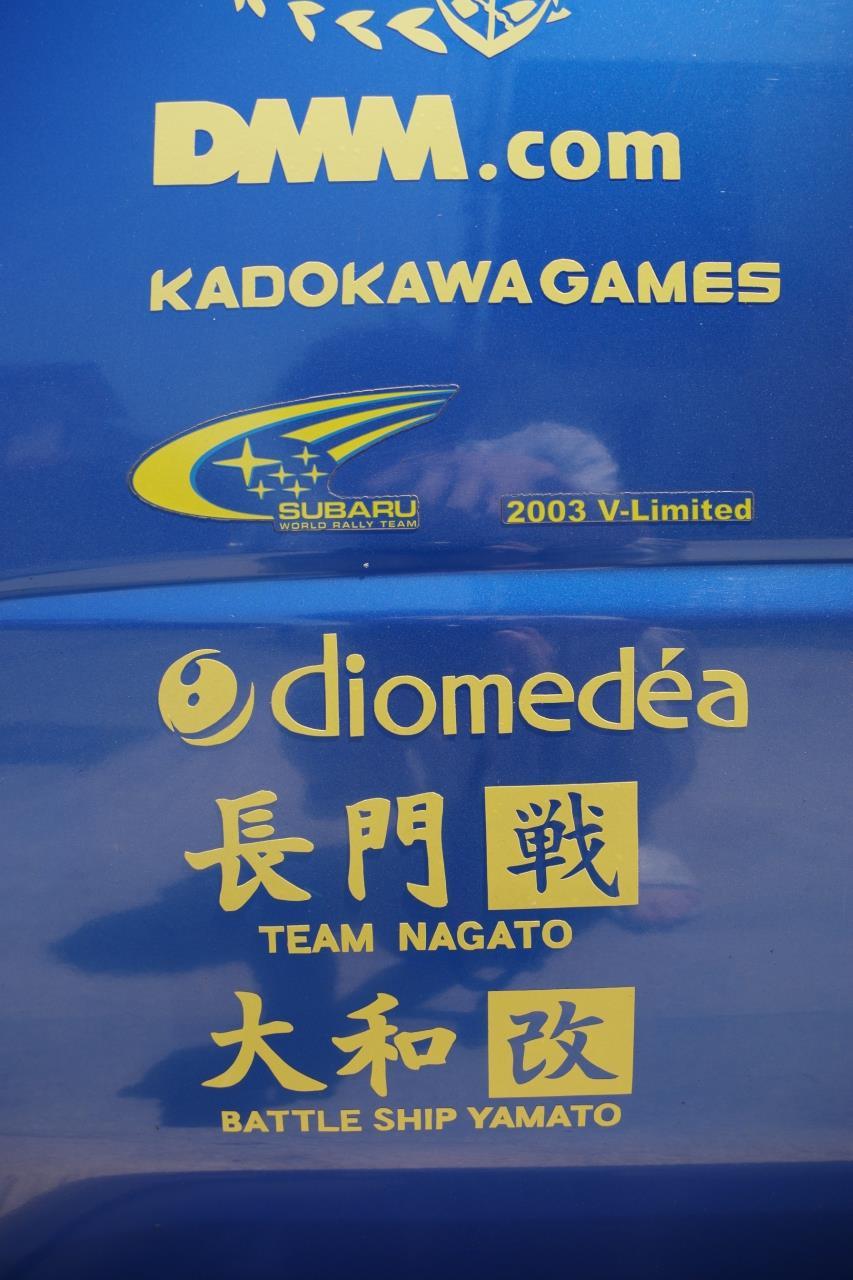 DMM.com
KADOKAWA GAMES
SUBARU
WORLD RALLY TEAM
2003 V-Limited
diomedéa
長門 戦
TEAM NAGATO
大和 改
BATTLE SHIP YAMATO